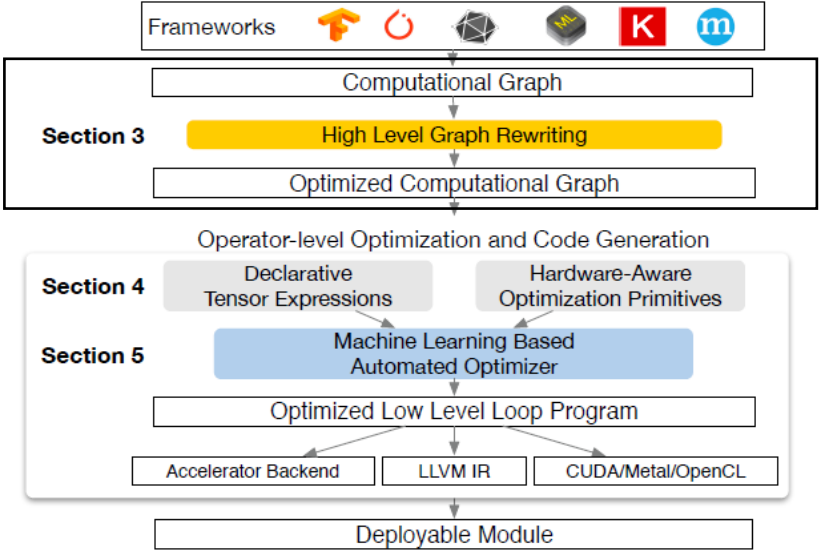 Frameworks
ML
K
m
Computational Graph
Section 3
High Level Graph Rewriting
Optimized Computational Graph
Operator-level Optimization and Code Generation
Section 4
Declarative
Tensor Expressions
Hardware-Aware
Optimization Primitives
Section 5
Machine Learning Based
Automated Optimizer
Optimized Low Level Loop Program
Accelerator Backend
LLVM IR
CUDA/Metal/OpenCL
Deployable Module